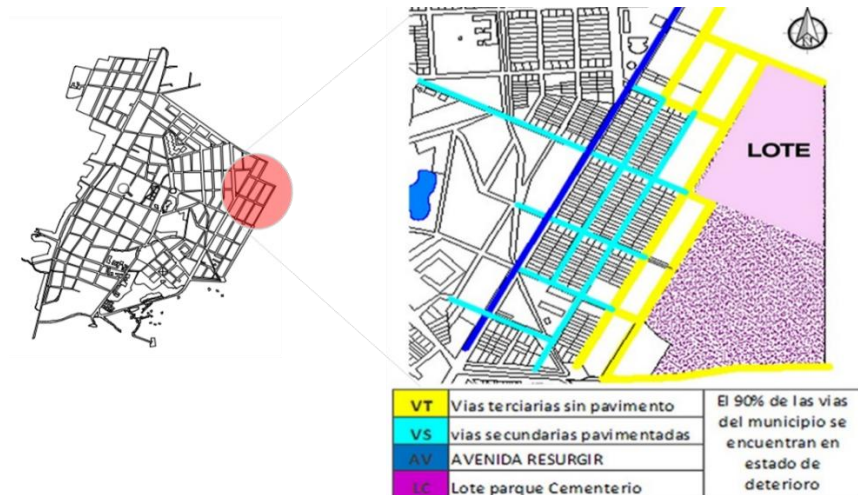 LOTE
VT Vias terciarias sin pavimento
VS vias secundarias pavimentadas
AV AVENIDA RESURGIR
LC Lote parque Cementerio
El 90% de las vias
del municipio se
encuentran en
estado de
deterioro